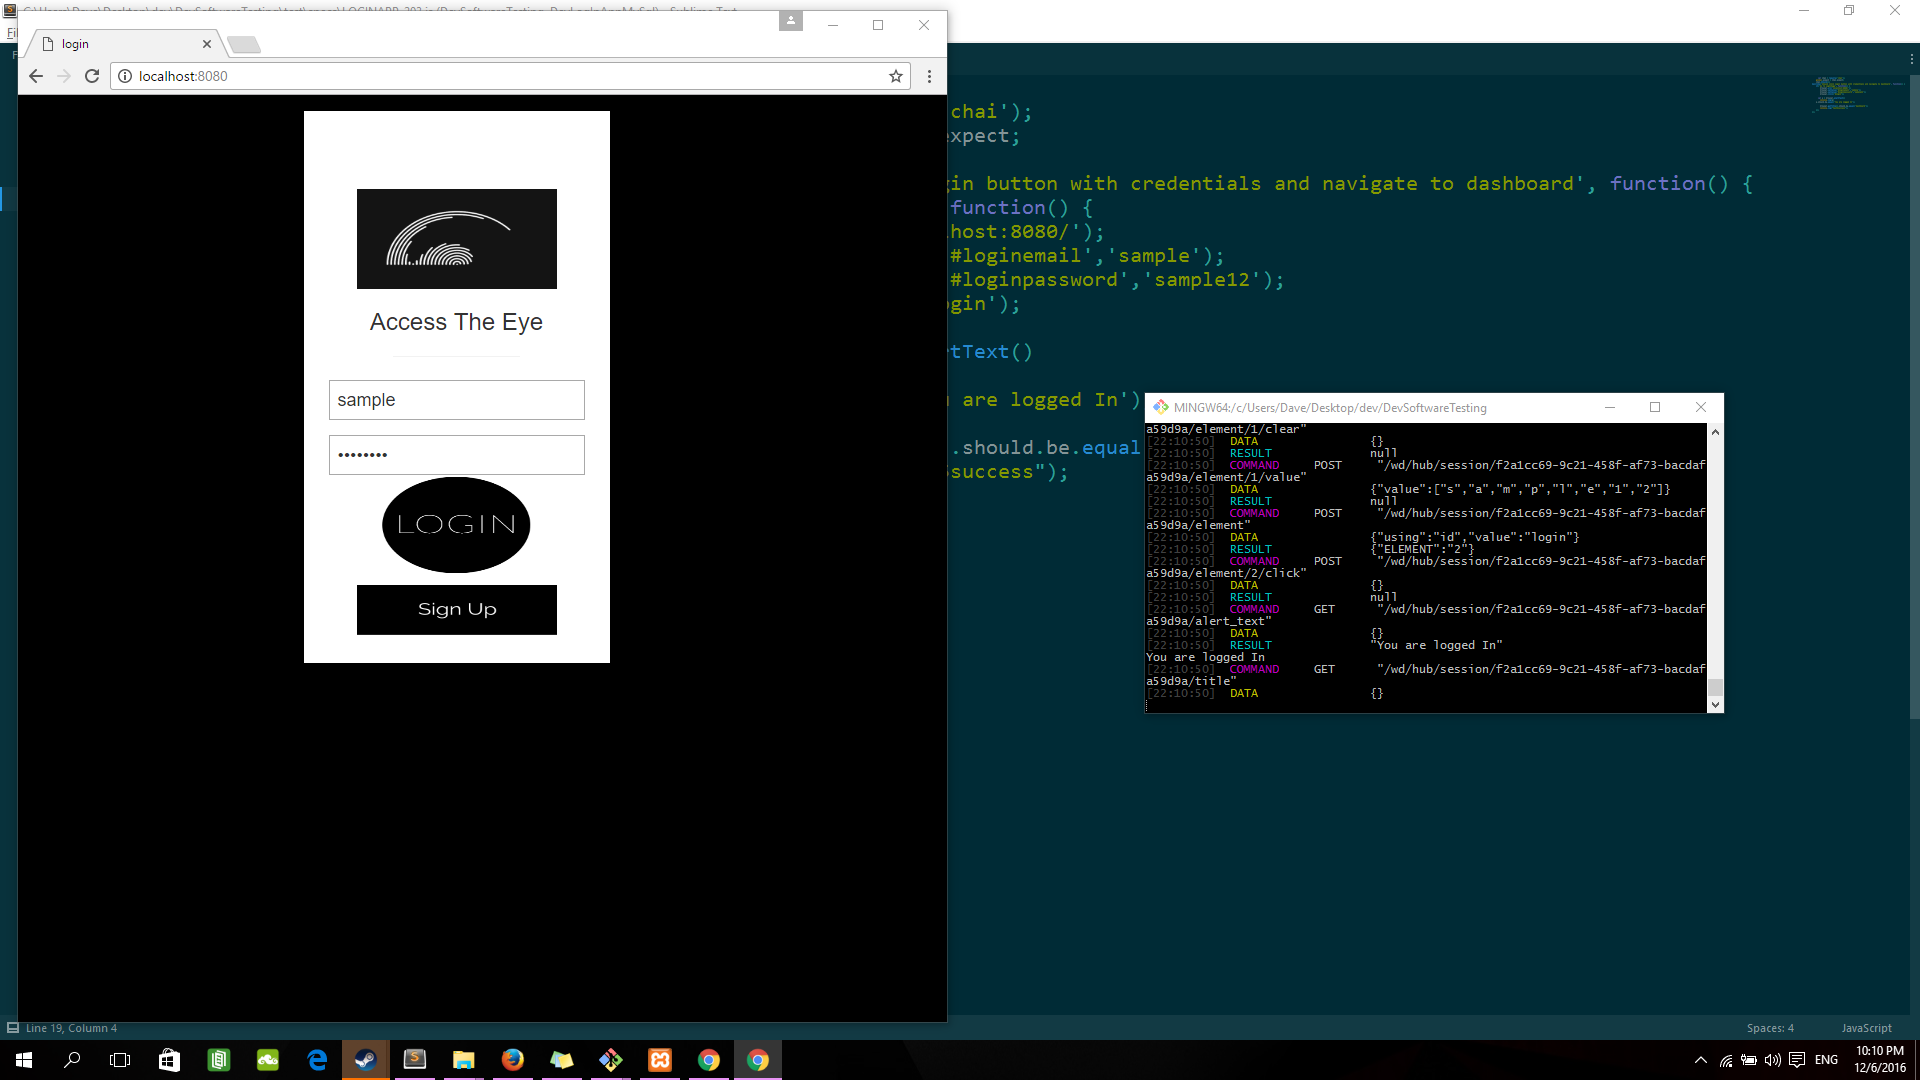 login
localhost:8080
Access The Eye
sample
••••••••
LOGIN
Sign Up
chai');
expect;
gin button with credentials and navigate to dashboard', function() {
function() {
lhost:8080/');
#loginemail','sample');
#loginpassword','sample12');
ogin');
rtText()
u are logged In')
.should.be.equal
success");
MINGW64:/c/Users/Dave/Desktop/dev/DevSoftwareTesting
a59d9a/element/1/clear"
[22:10:50] DATA {}
[22:10:50] RESULT null
[22:10:50] COMMAND POST "/wd/hub/session/f2a1cc69-9c21-458f-af73-bacdaf
a59d9a/element/1/value"
[22:10:50] DATA {"value":["s","a","m","p","l","e","1","2"]}
[22:10:50] RESULT null
[22:10:50] COMMAND POST "/wd/hub/session/f2a1cc69-9c21-458f-af73-bacdaf
a59d9a/element"
[22:10:50] DATA {"using":"id","value":"login"}
[22:10:50] RESULT {"ELEMENT":"2"}
[22:10:50] COMMAND POST "/wd/hub/session/f2a1cc69-9c21-458f-af73-bacdaf
a59d9a/element/2/click"
[22:10:50] DATA {}
[22:10:50] RESULT null
[22:10:50] COMMAND GET "/wd/hub/session/f2a1cc69-9c21-458f-af73-bacdaf
a59d9a/alert_text"
[22:10:50] DATA {}
[22:10:50] RESULT "You are logged In"
You are logged In
[22:10:50] COMMAND GET "/wd/hub/session/f2a1cc69-9c21-458f-af73-bacdaf
a59d9a/title"
[22:10:50] DATA {}
Line 19, Column 4
Spaces: 4
JavaScript
ENG
10:10 PM
12/6/2016